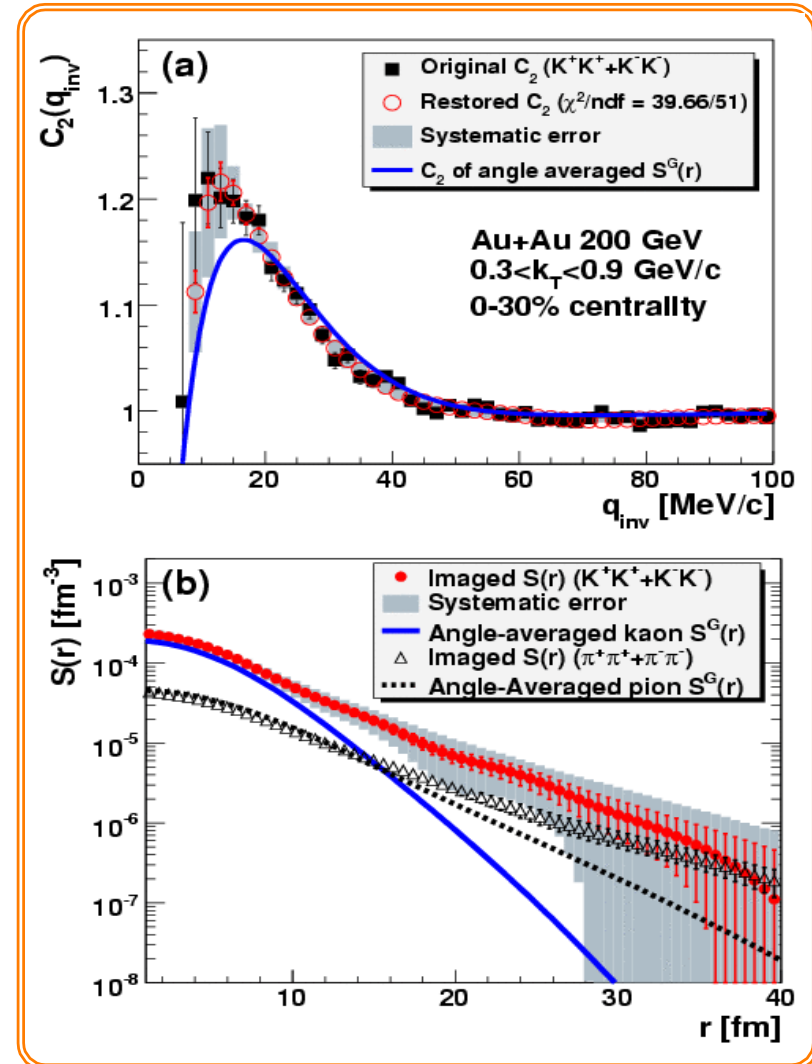 (a)
Original C₂ (K⁺K⁺+K⁻K⁻)
Restored C₂ (χ²/ndf = 39.66/51)
Systematic error
C₂ of angle averaged Sᴳ(r)
Au+Au 200 GeV
0.3<k_T<0.9 GeV/c
0-30% centrality
C₂(q_inv)
1.3
1.2
1.1
1
0 20 40 60 80 100
q_inv [MeV/c]
(b)
Imaged S(r) (K⁺K⁺+K⁻K⁻)
Systematic error
Angle-averaged kaon Sᴳ(r)
Imaged S(r) (π⁺π⁺+π⁻π⁻)
Angle-Averaged pion Sᴳ(r)
S(r) [fm⁻³]
10⁻³
10⁻⁴
10⁻⁵
10⁻⁶
10⁻⁷
10⁻⁸
10 20 30 40
r [fm]